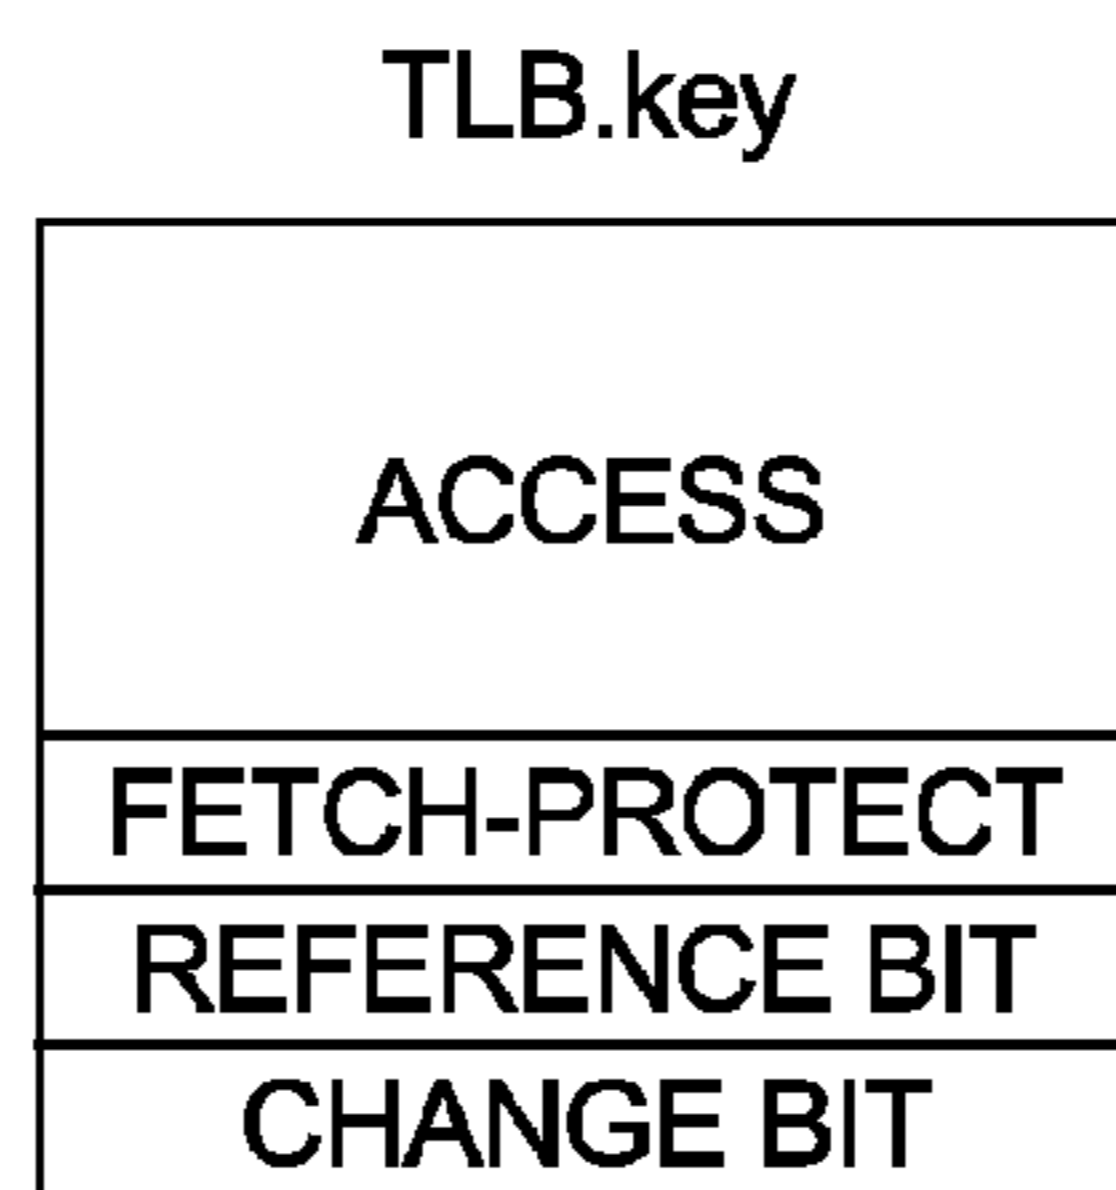 TLB.key
ACCESS
FETCH-PROTECT
REFERENCE BIT
CHANGE BIT